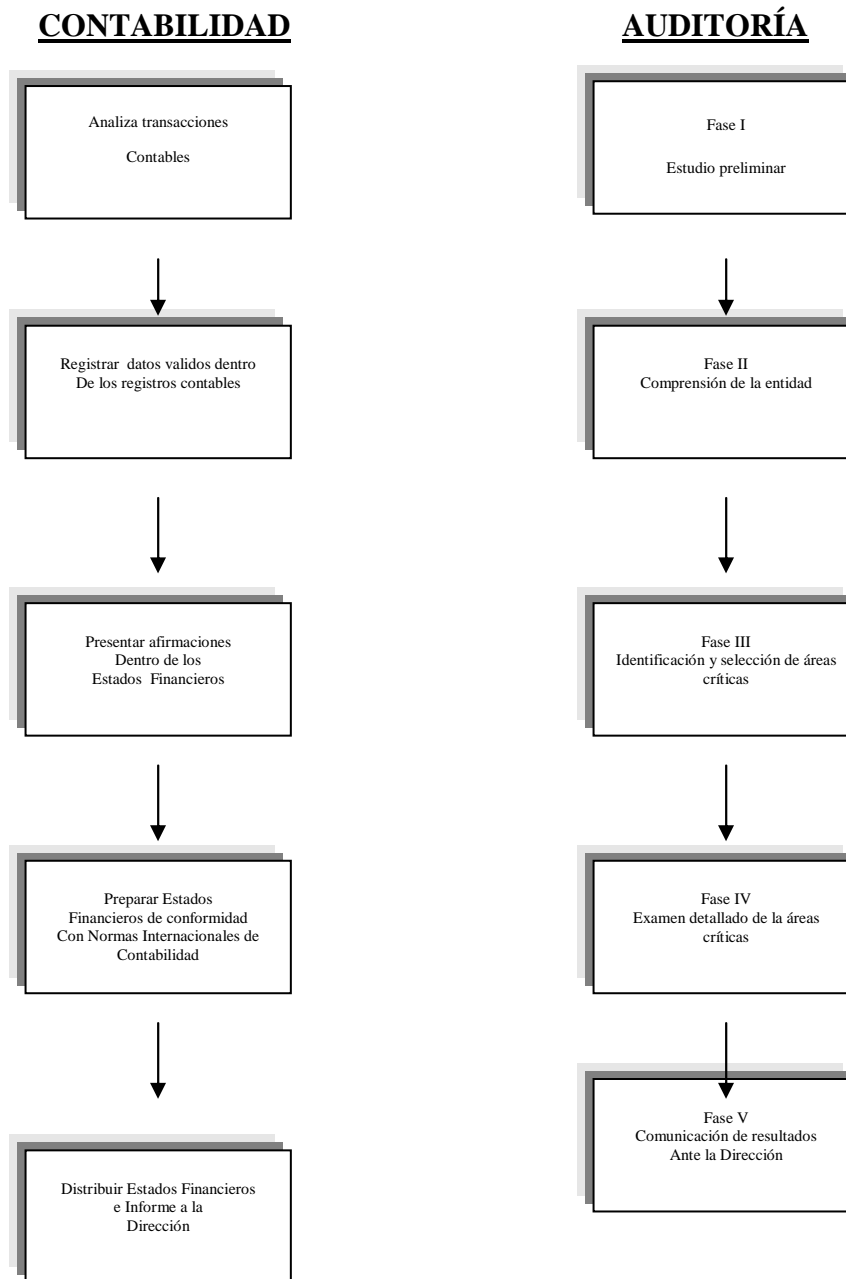 CONTABILIDAD
Analiza transacciones
Contables
Registrar datos validos dentro
De los registros contables
Presentar afirmaciones
Dentro de los
Estados Financieros
Preparar Estados
Financieros de conformidad
Con Normas Internacionales de
Contabilidad
Distribuir Estados Financieros
e Informe a la
Dirección
AUDITORÍA
Fase I
Estudio preliminar
Fase II
Comprensión de la entidad
Fase III
Identificación y selección de áreas
críticas
Fase IV
Examen detallado de la áreas
críticas
Fase V
Comunicación de resultados
Ante la Dirección